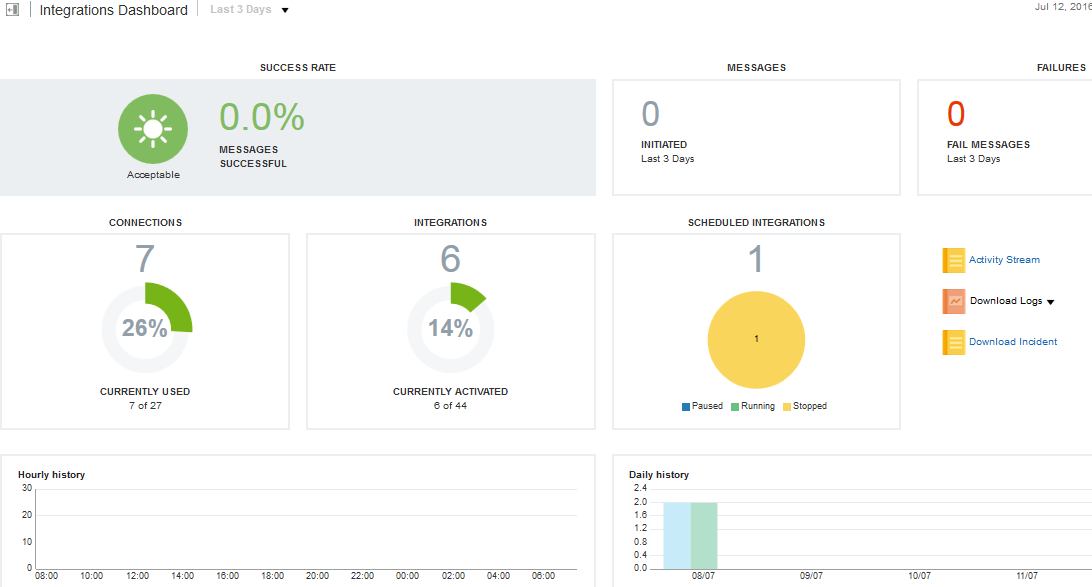 Integrations Dashboard Last 3 Days
Jul 12, 2016
SUCCESS RATE
MESSAGES
FAILURES
0.0%
MESSAGES
SUCCESSFUL
Acceptable
0
INITIATED
Last 3 Days
0
FAIL MESSAGES
Last 3 Days
CONNECTIONS
INTEGRATIONS
SCHEDULED INTEGRATIONS
7
26%
CURRENTLY USED
7 of 27
6
14%
CURRENTLY ACTIVATED
6 of 44
1
1
Paused Running Stopped
Activity Stream
Download Logs
Download Incident
Hourly history
30
20
10
0
08:00 10:00 12:00 14:00 16:00 18:00 20:00 22:00 00:00 02:00 04:00 06:00
Daily history
2.4
2.0
1.6
1.2
0.8
0.4
0.0
08/07 09/07 10/07 11/07